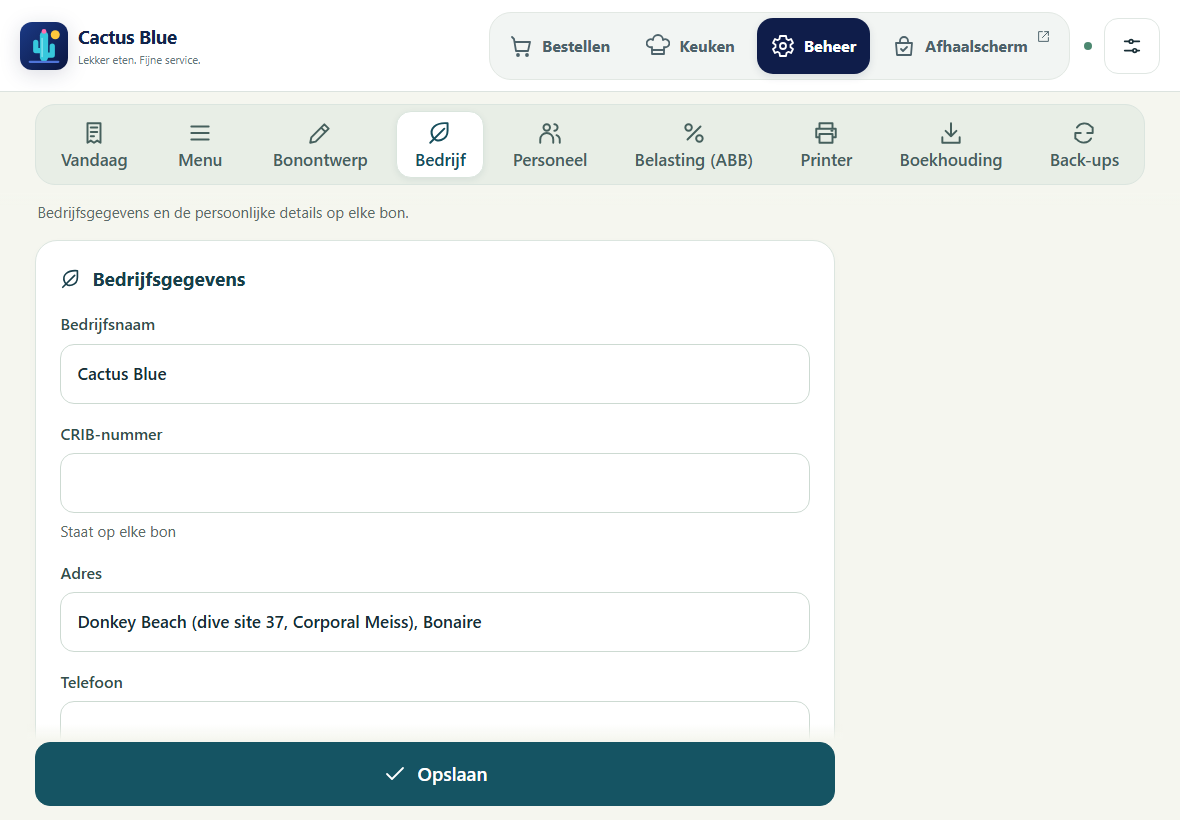 Cactus Blue
Lekker eten. Fijne service.
Bestellen
Keuken
Beheer
Afhaalscherm
Vandaag
Menu
Bonontwerp
Bedrijf
Personeel
Belasting (ABB)
Printer
Boekhouding
Back-ups
Bedrijfsgegevens en de persoonlijke details op elke bon.
Bedrijfsgegevens
Bedrijfsnaam
Cactus Blue
CRIB-nummer
Staat op elke bon
Adres
Donkey Beach (dive site 37, Corporal Meiss), Bonaire
Telefoon
Opslaan